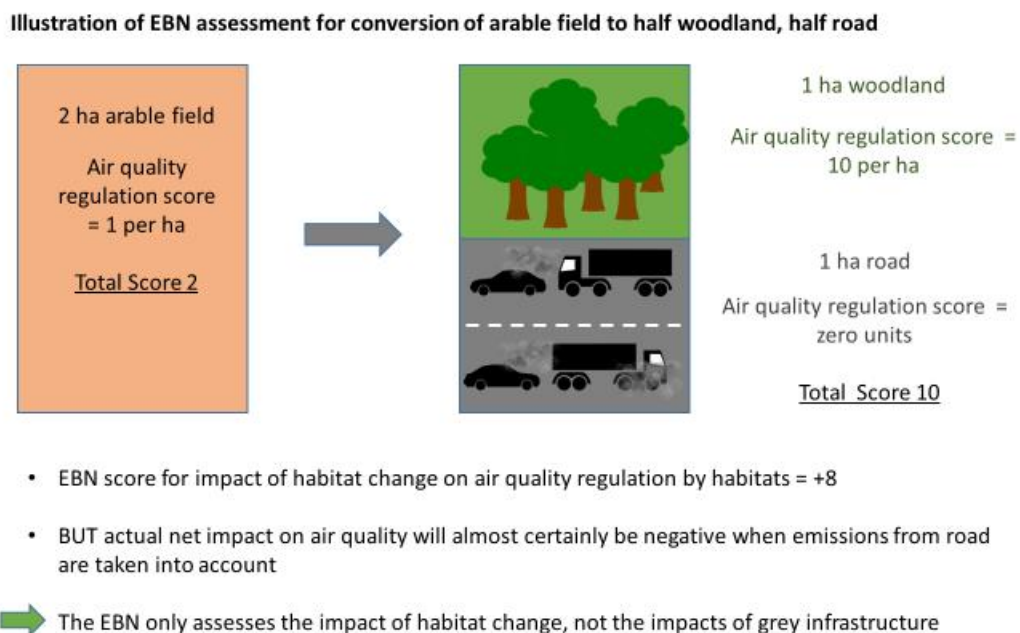 Illustration of EBN assessment for conversion of arable field to half woodland, half road
2 ha arable field
Air quality
regulation score
= 1 per ha
Total Score 2
1 ha woodland
Air quality regulation score =
10 per ha
1 ha road
Air quality regulation score =
zero units
Total Score 10
• EBN score for impact of habitat change on air quality regulation by habitats = +8
• BUT actual net impact on air quality will almost certainly be negative when emissions from road
are taken into account
The EBN only assesses the impact of habitat change, not the impacts of grey infrastructure